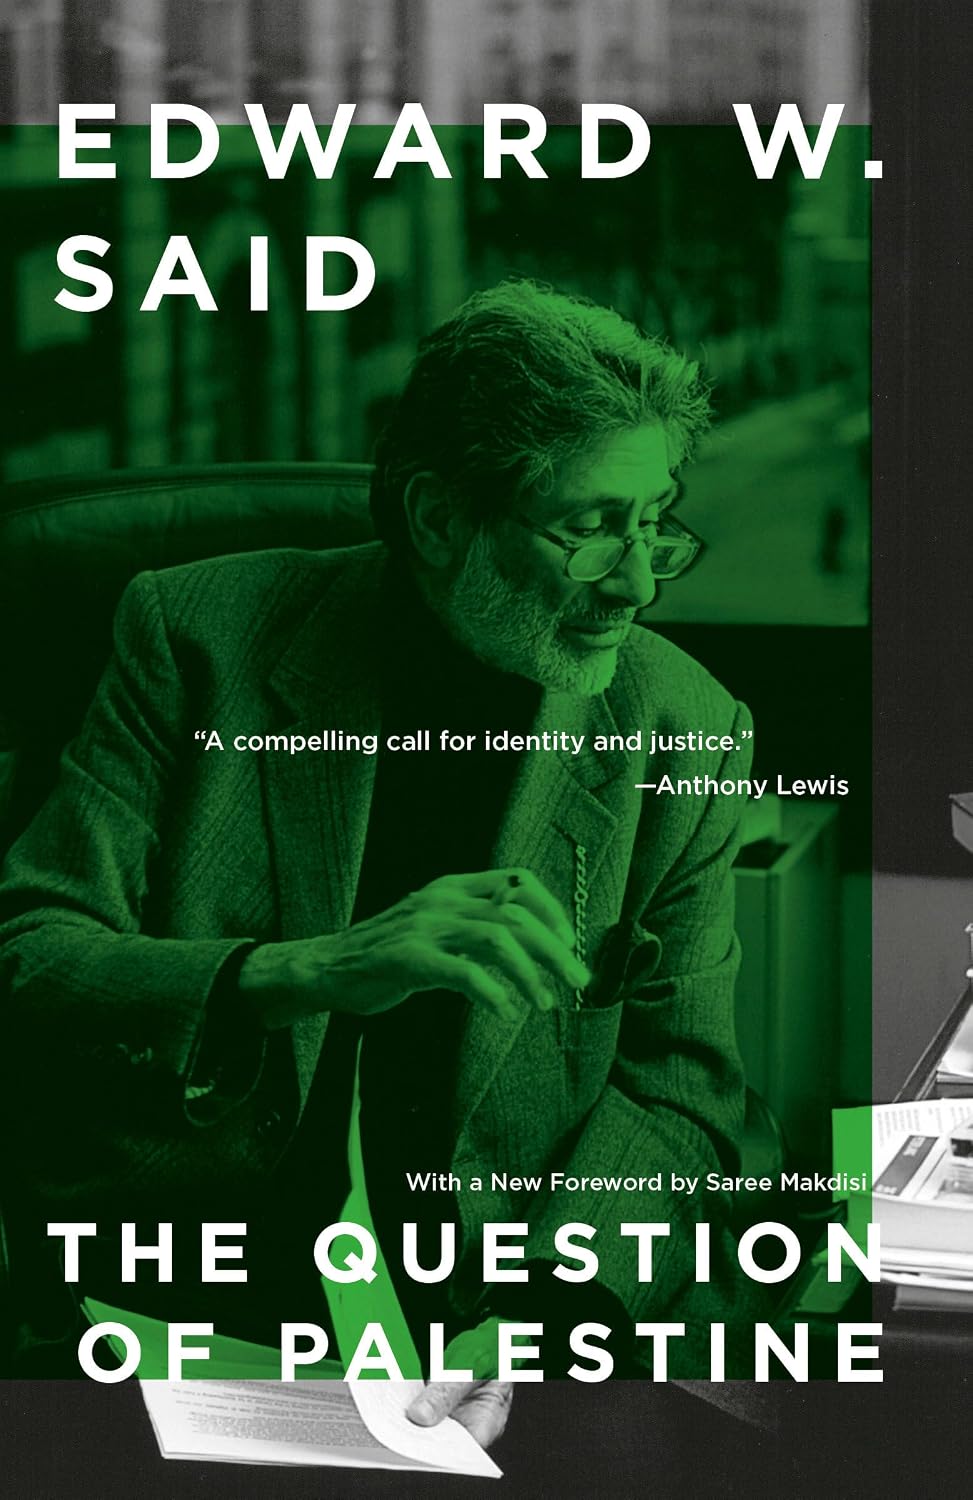 EDWARD W.
SAID
“A compelling call for identity and justice.”
—Anthony Lewis
With a New Foreword by Saree Makdisi
THE QUESTION
OF PALESTINE